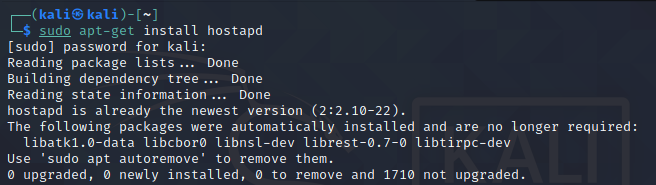 ┌──(kali㉿kali)-[~]
└─$ sudo apt-get install hostapd
[sudo] password for kali:
Reading package lists... Done
Building dependency tree... Done
Reading state information... Done
hostapd is already the newest version (2:2.10-22).
The following packages were automatically installed and are no longer required:
  libatk1.0-data libcbor0 libnsl-dev librest-0.7-0 libtirpc-dev
Use 'sudo apt autoremove' to remove them.
0 upgraded, 0 newly installed, 0 to remove and 1710 not upgraded.
KALI